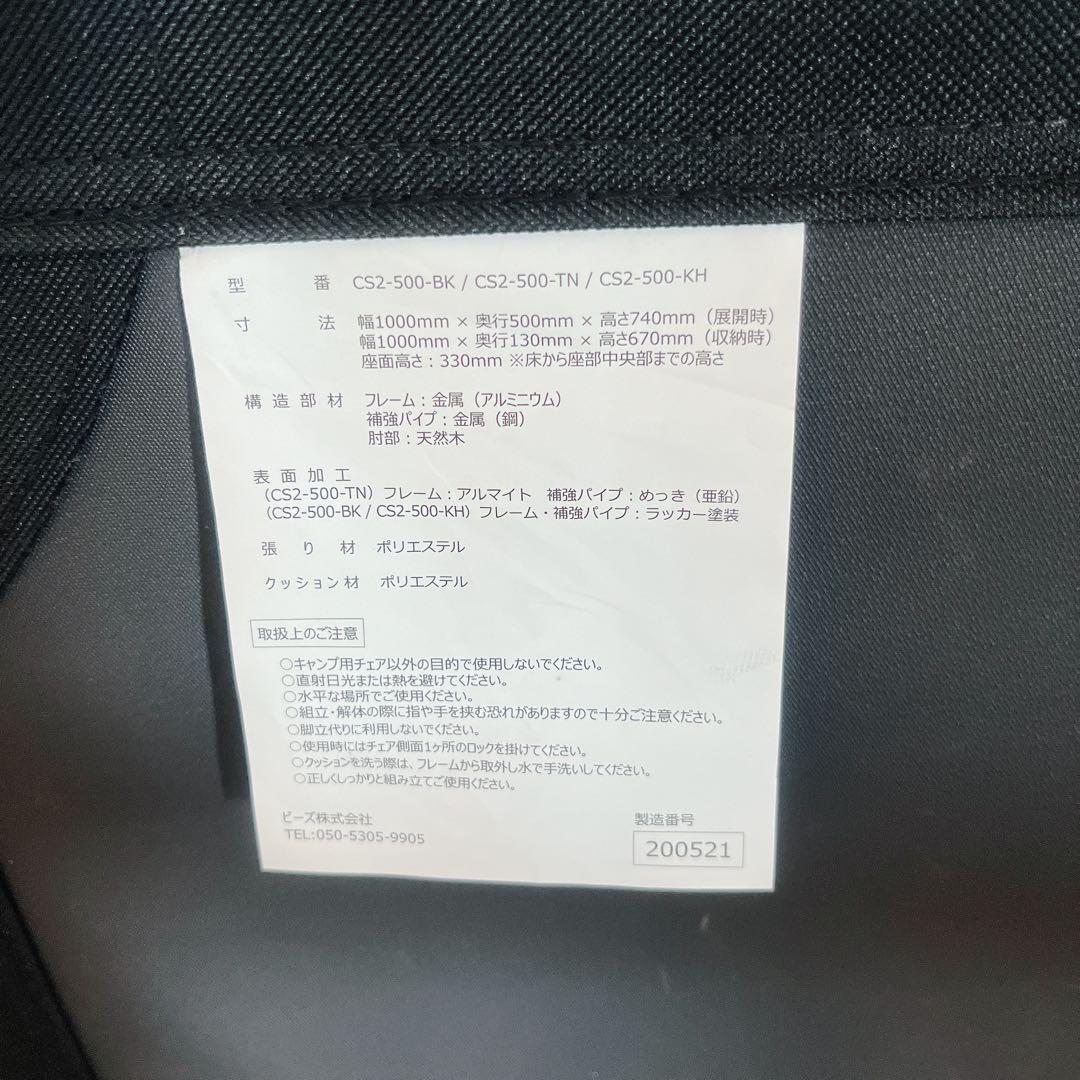 型番 CS2-500-BK / CS2-500-TN / CS2-500-KH
寸法 幅1000mm × 奥行500mm × 高さ740mm（展開時）
幅1000mm × 奥行130mm × 高さ670mm（収納時）
座面高さ：330mm ※床から座部中央部までの高さ
構造部材 フレーム：金属（アルミニウム）
補強パイプ：金属（鋼）
肘部：天然木
表面加工
（CS2-500-TN）フレーム：アルマイト 補強パイプ：めっき（亜鉛）
（CS2-500-BK / CS2-500-KH）フレーム・補強パイプ：ラッカー塗装
張り材 ポリエステル
クッション材 ポリエステル
取扱上のご注意
○キャンプ用チェア以外の目的で使用しないでください。
○直射日光または熱を避けてください。
○水平な場所でご使用ください。
○組立・解体の際に指や手を挟む恐れがありますので十分ご注意ください。
○脚立代りに利用しないでください。
○使用時にはチェア側面1ヶ所のロックを掛けてください。
○クッションを洗う際は、フレームから取外し水で手洗いしてください。
○正しくしっかりと組み立てご使用ください。
ビーズ株式会社
TEL:050-5305-9905
製造番号
200521